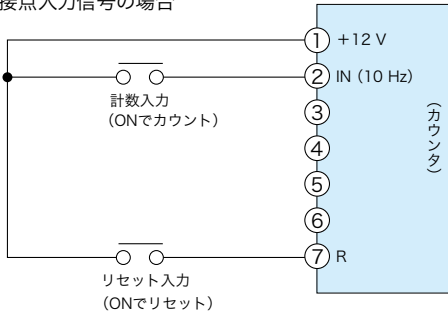 接点入力信号の場合
① +12 V
② IN (10 Hz)
計数入力
(ONでカウント)
③
④
⑤
⑥
(カウンタ)
⑦ R
リセット入力
(ONでリセット)